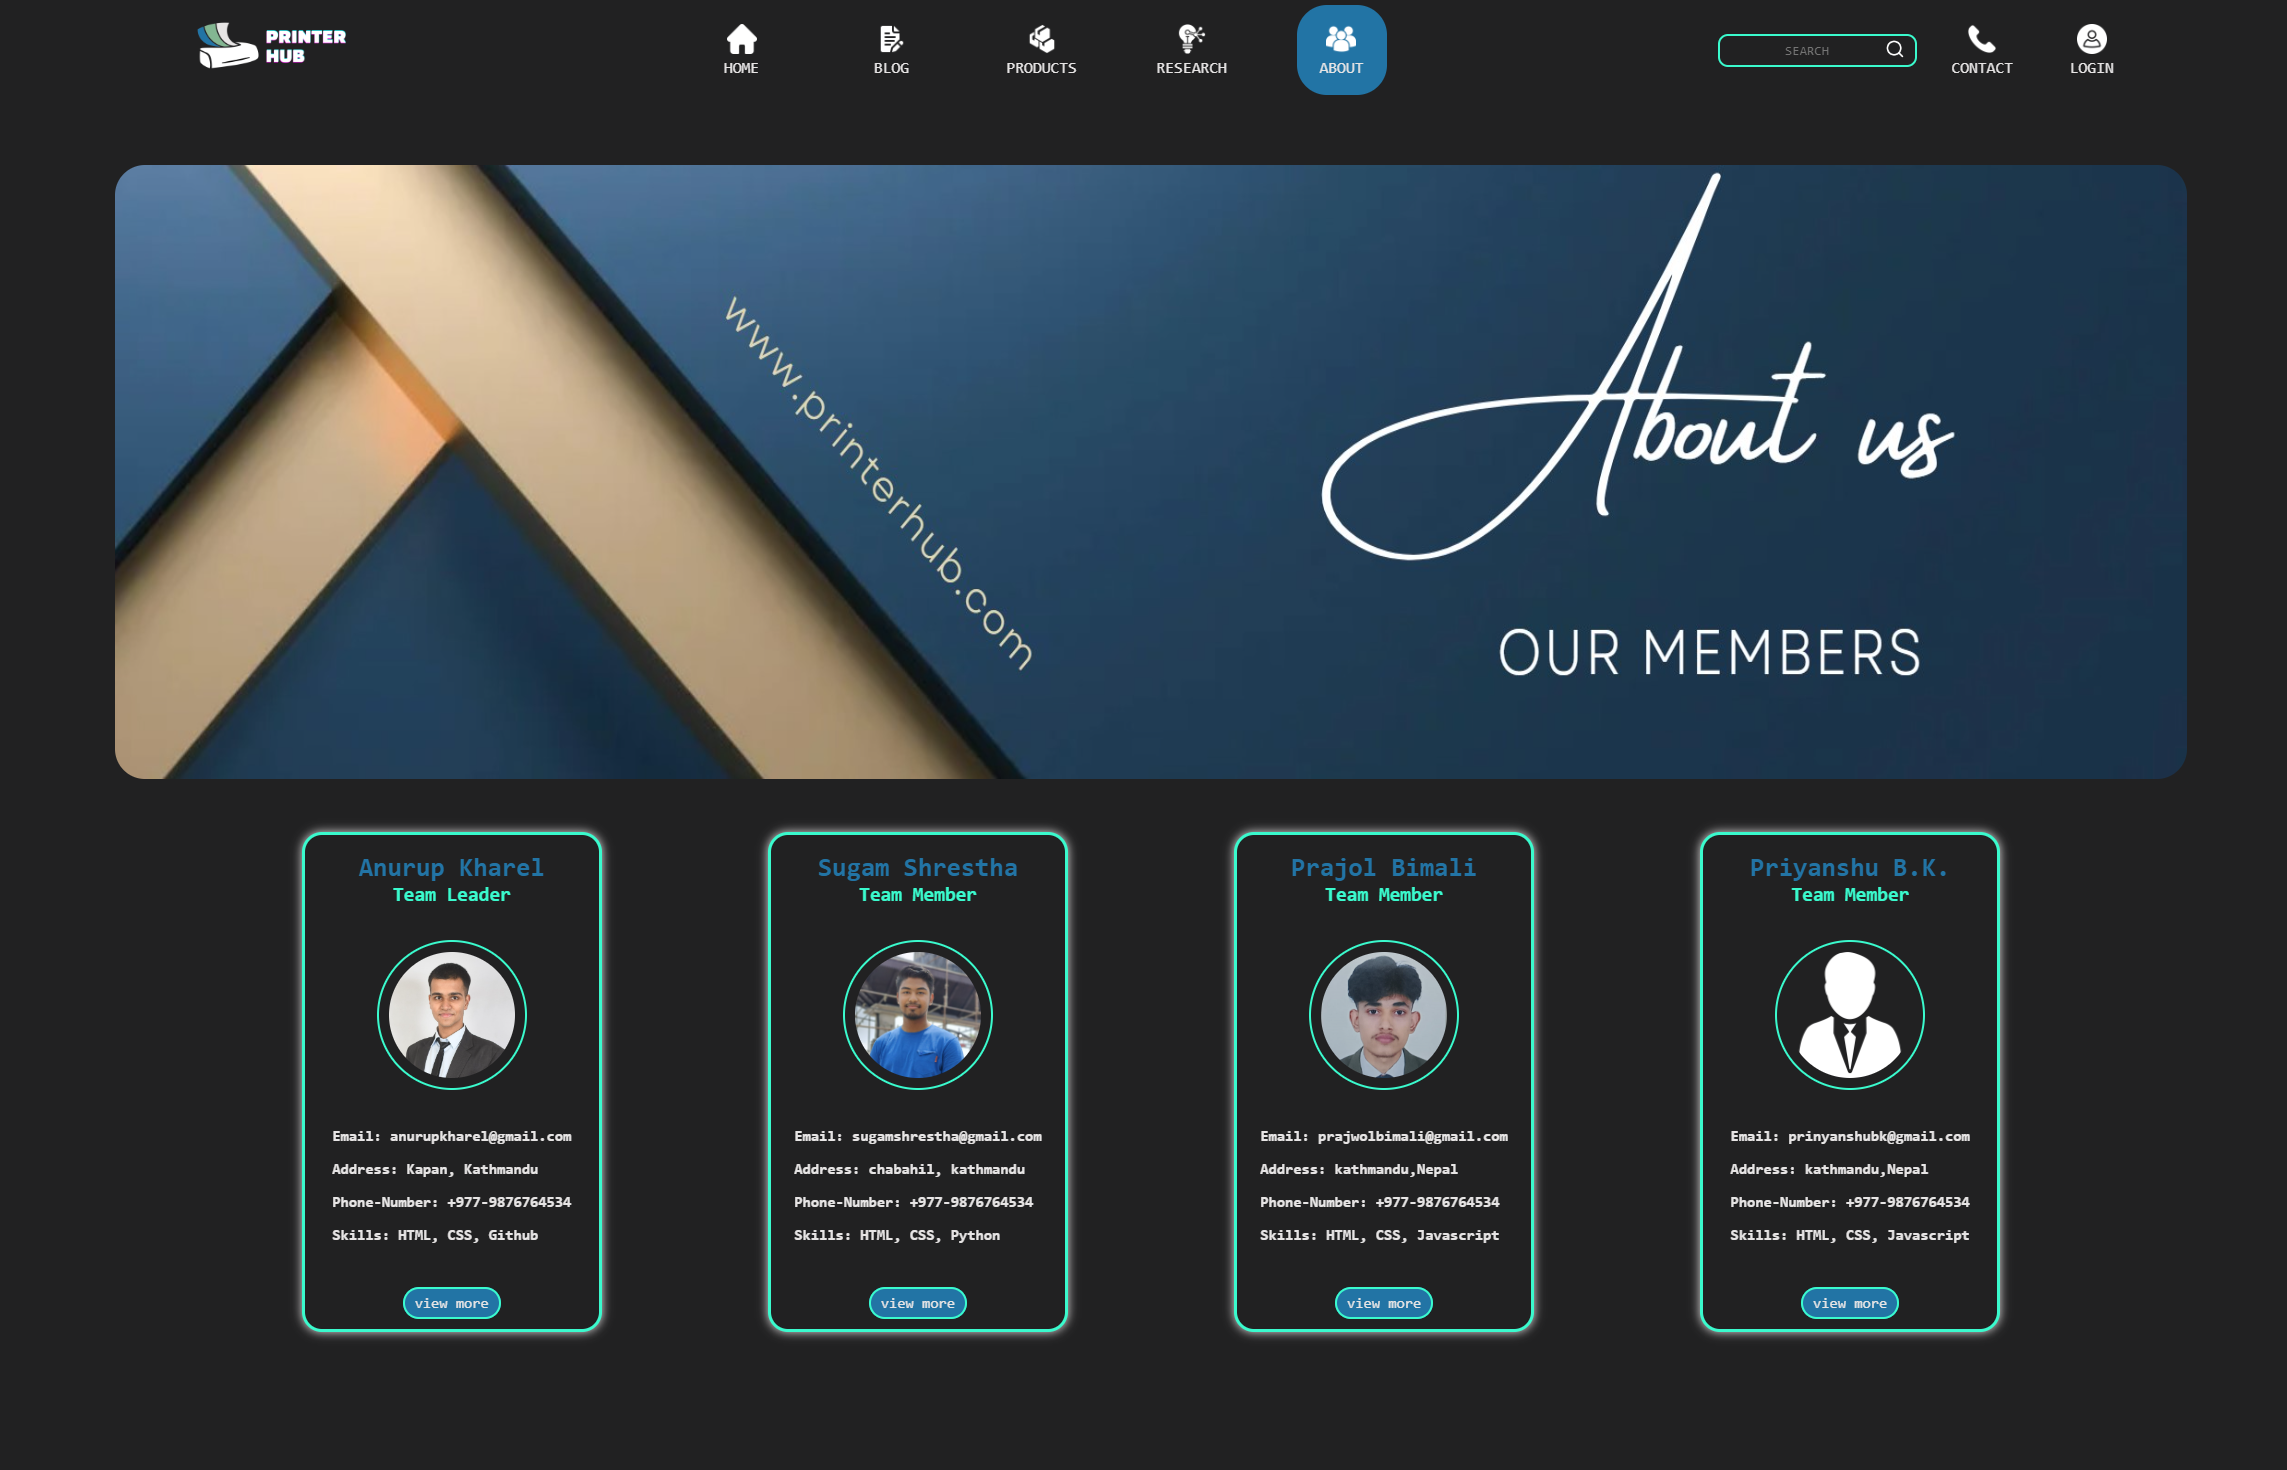 PRINTER
HUB
HOME
BLOG
PRODUCTS
RESEARCH
ABOUT
SEARCH
CONTACT
LOGIN
www.printerhub.com
About us
OUR MEMBERS
Anurup Kharel
Team Leader
Email: anurupkharel@gmail.com
Address: Kapan, Kathmandu
Phone-Number: +977-9876764534
Skills: HTML, CSS, Github
view more
Sugam Shrestha
Team Member
Email: sugamshrestha@gmail.com
Address: chabahil, kathmandu
Phone-Number: +977-9876764534
Skills: HTML, CSS, Python
view more
Prajol Bimali
Team Member
Email: prajwolbimali@gmail.com
Address: kathmandu,Nepal
Phone-Number: +977-9876764534
Skills: HTML, CSS, Javascript
view more
Priyanshu B.K.
Team Member
Email: prinyanshubk@gmail.com
Address: kathmandu,Nepal
Phone-Number: +977-9876764534
Skills: HTML, CSS, Javascript
view more